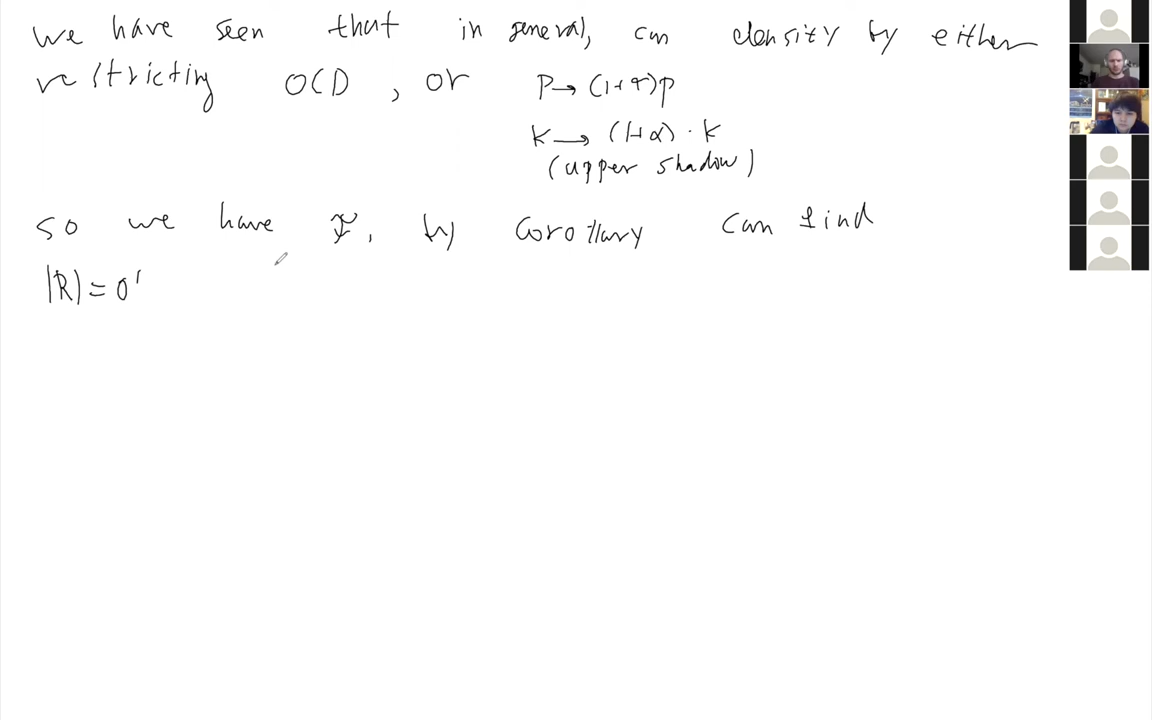 we have seen that in general, can density by either
restricting O(1), or p → (1+α)p
k → (1+α) · k
(upper shadow)
so we have F, by Corollary can find
|R| = O'